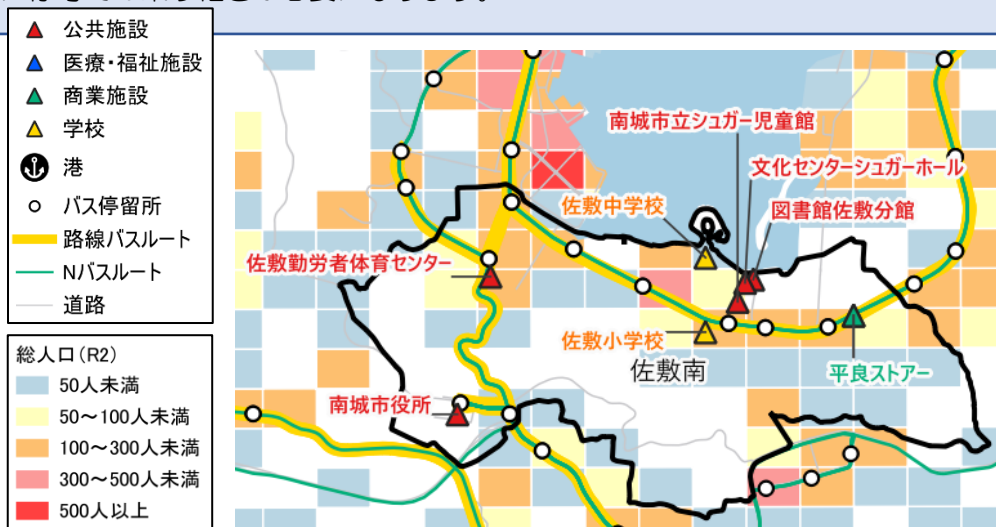 公共施設
医療・福祉施設
商業施設
学校
港
バス停留所
路線バスルート
Nバスルート
道路
総人口(R2)
50人未満
50～100人未満
100～300人未満
300～500人未満
500人以上
南城市立シュガー児童館
文化センターシュガーホール
佐敷中学校
図書館佐敷分館
佐敷勤労者体育センター
佐敷小学校
佐敷南
平良ストアー
南城市役所